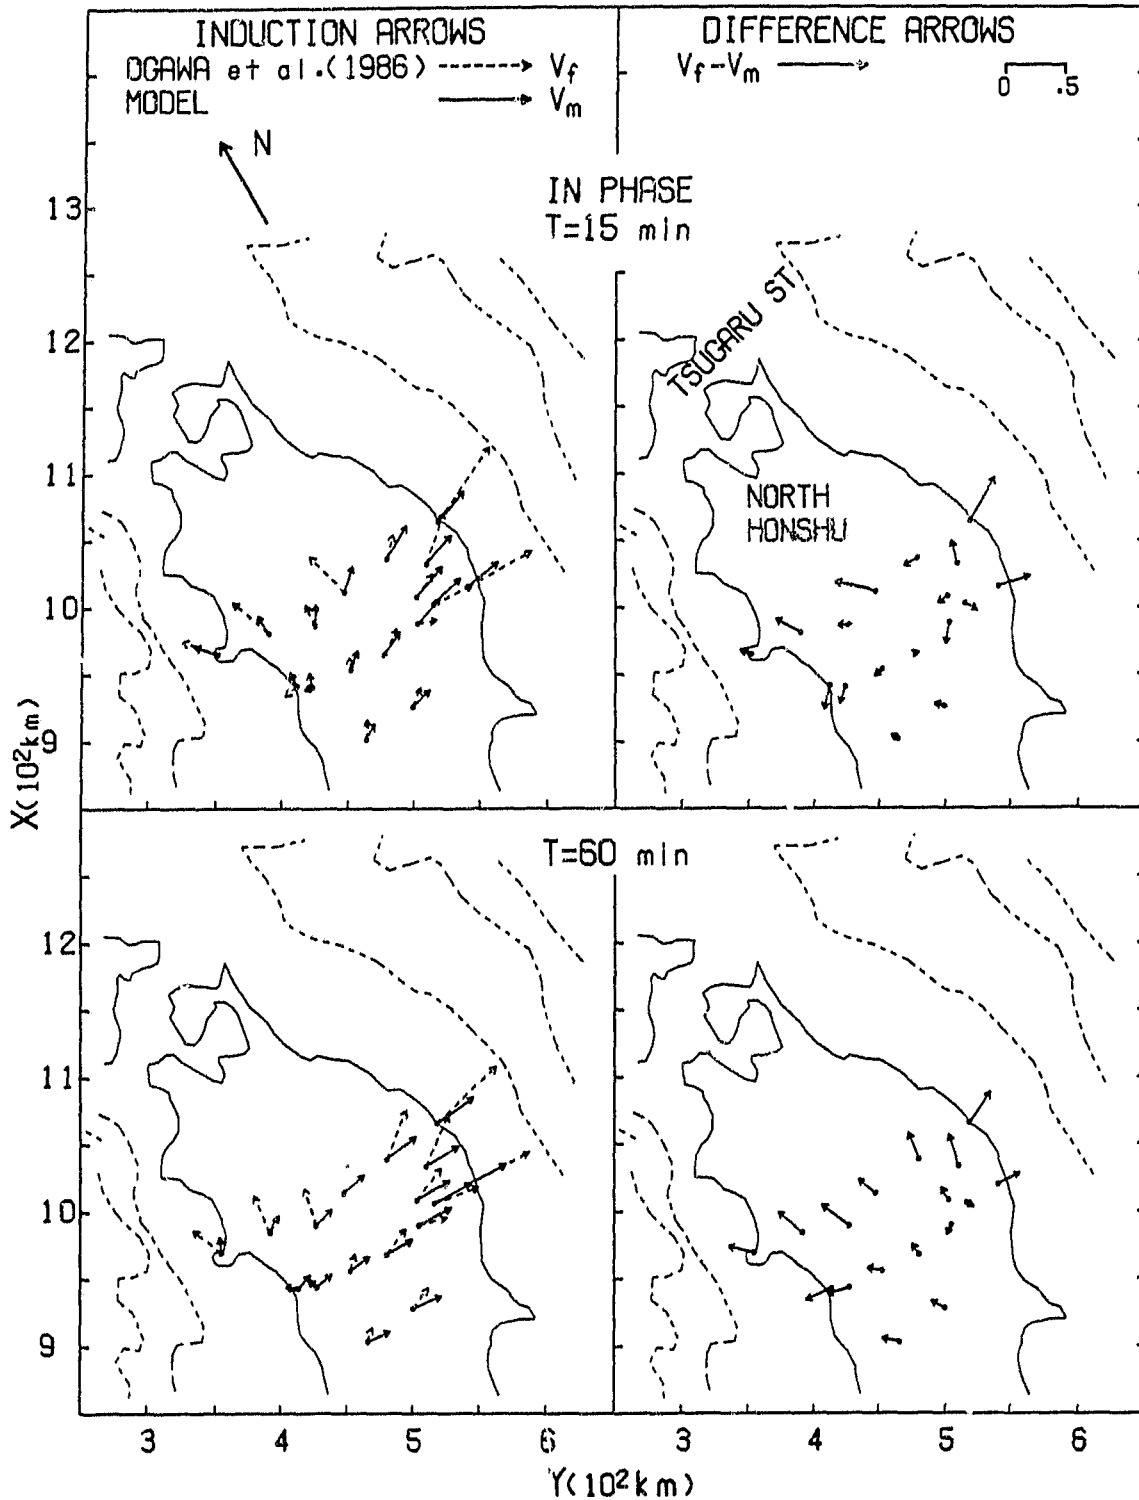 INDUCTION ARROWS
OGAWA et al.(1986) Vf
MODEL Vm
N
DIFFERENCE ARROWS
Vf-Vm
0 .5
IN PHASE
T=15 min
TSUGARU ST
NORTH
HONSHU
13
12
11
10
9
X(10²km)
T=60 min
12
11
10
9
3 4 5 6 3 4 5 6
Y(10²km)